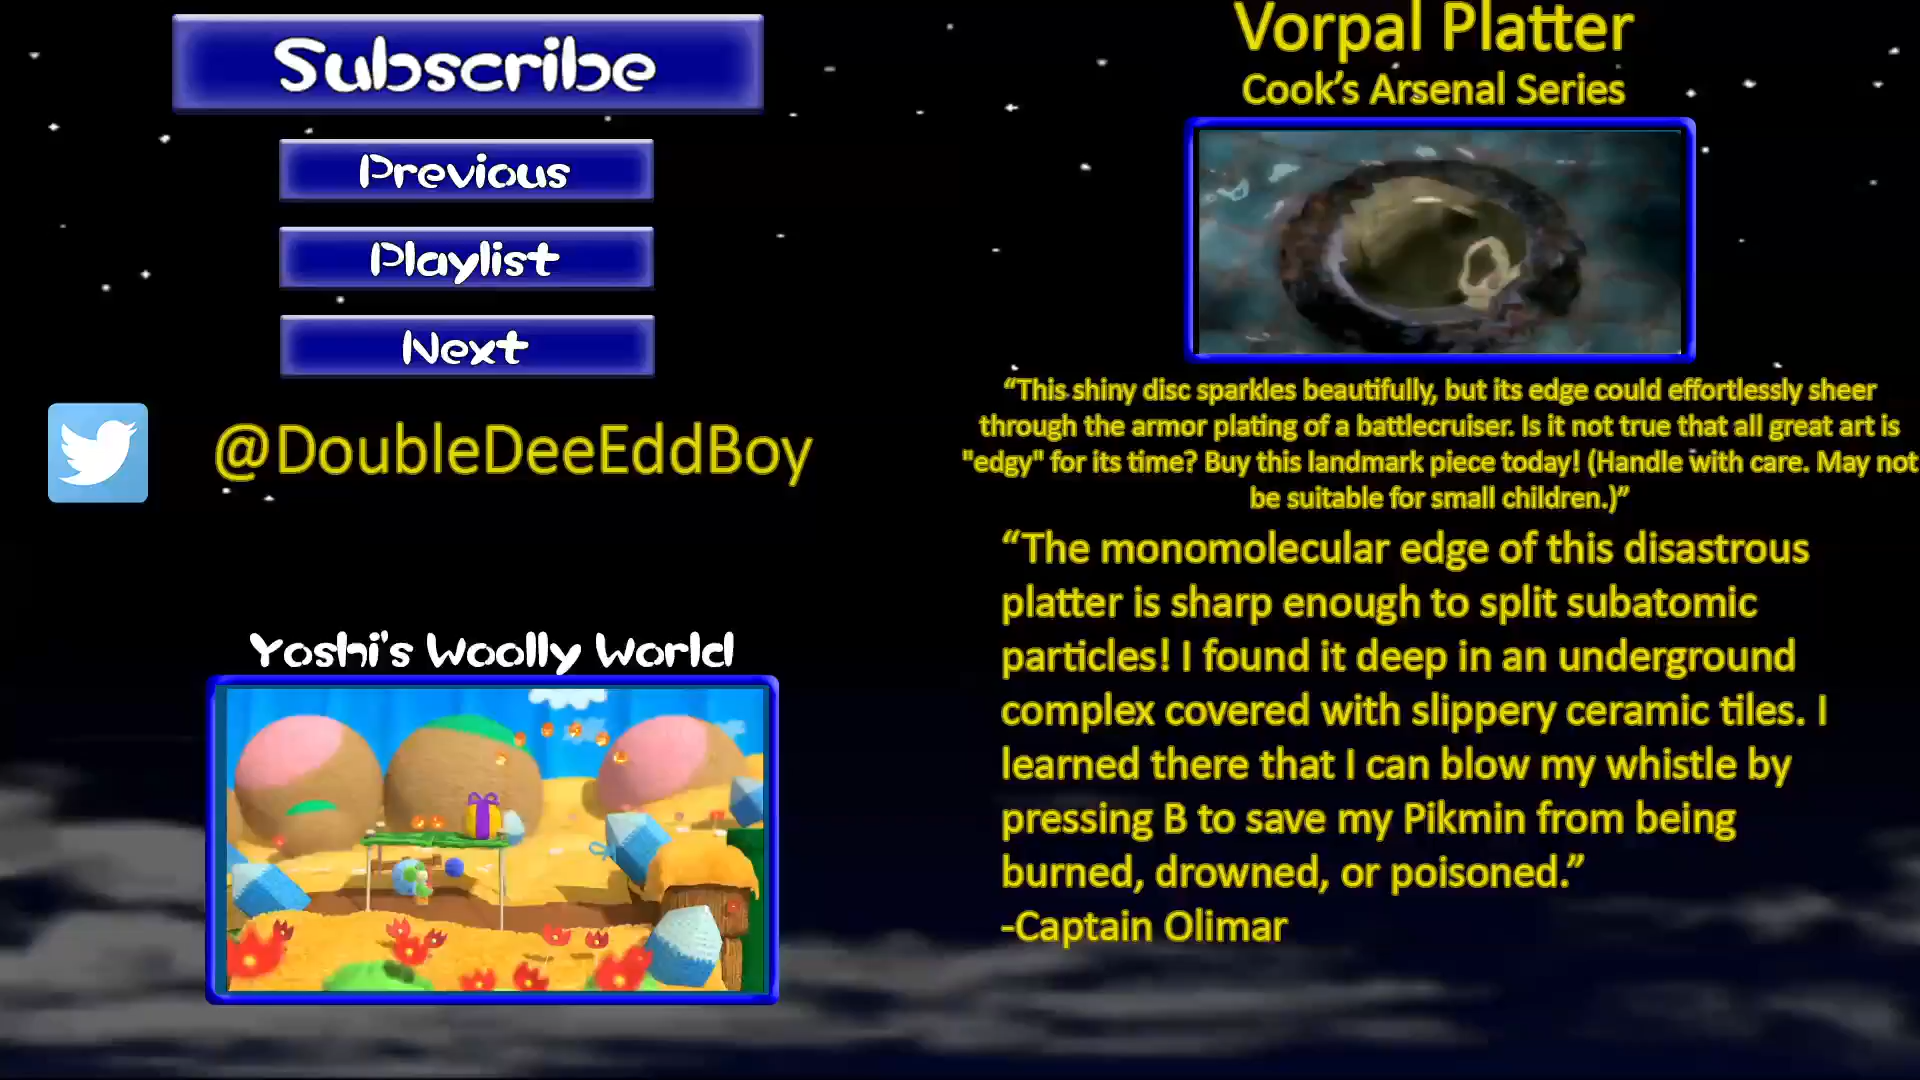 Subscribe
Previous
Playlist
Next
@DoubleDeeEddBoy
Yoshi's Woolly World
Vorpal Platter
Cook’s Arsenal Series
“This shiny disc sparkles beautifully, but its edge could effortlessly sheer
through the armor plating of a battlecruiser. Is it not true that all great art is
"edgy" for its time? Buy this landmark piece today! (Handle with care. May not
be suitable for small children.)”
“The monomolecular edge of this disastrous
platter is sharp enough to split subatomic
particles! I found it deep in an underground
complex covered with slippery ceramic tiles. I
learned there that I can blow my whistle by
pressing B to save my Pikmin from being
burned, drowned, or poisoned.”
-Captain Olimar